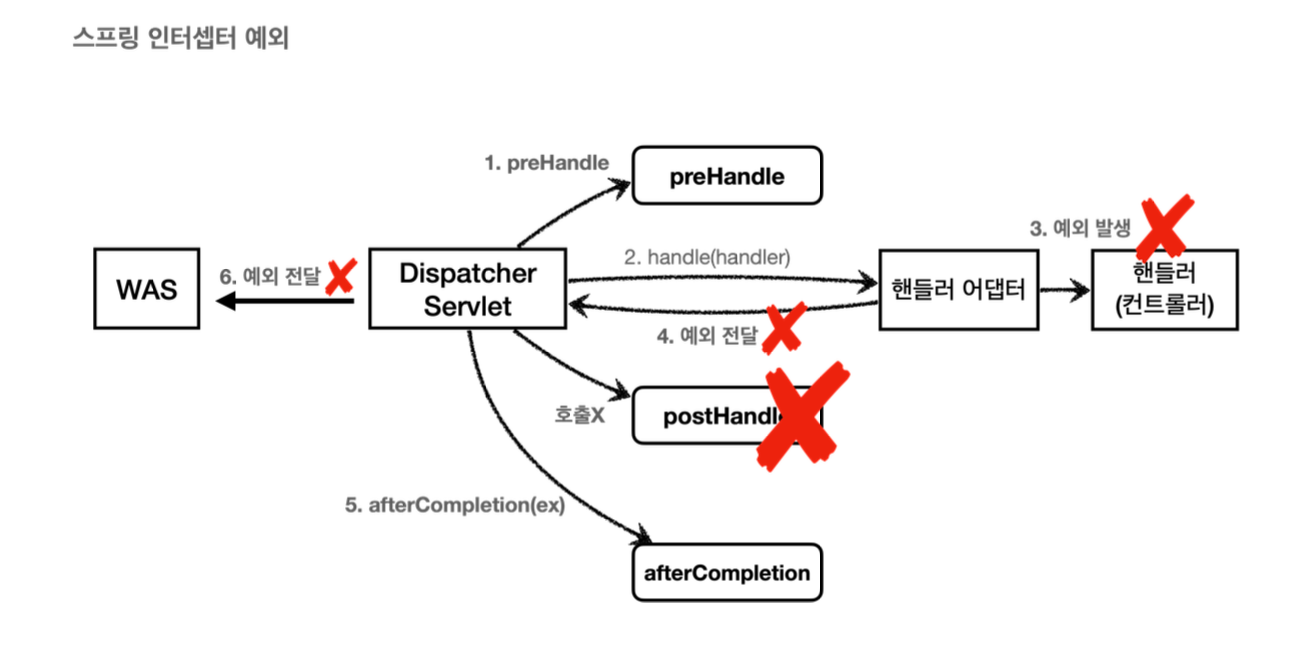 스프링 인터셉터 예외
1. preHandle
preHandle
3. 예외 발생
2. handle(handler)
WAS
6. 예외 전달
Dispatcher
Servlet
핸들러 어댑터
핸들러
(컨트롤러)
4. 예외 전달
호출X
postHandl
5. afterCompletion(ex)
afterCompletion